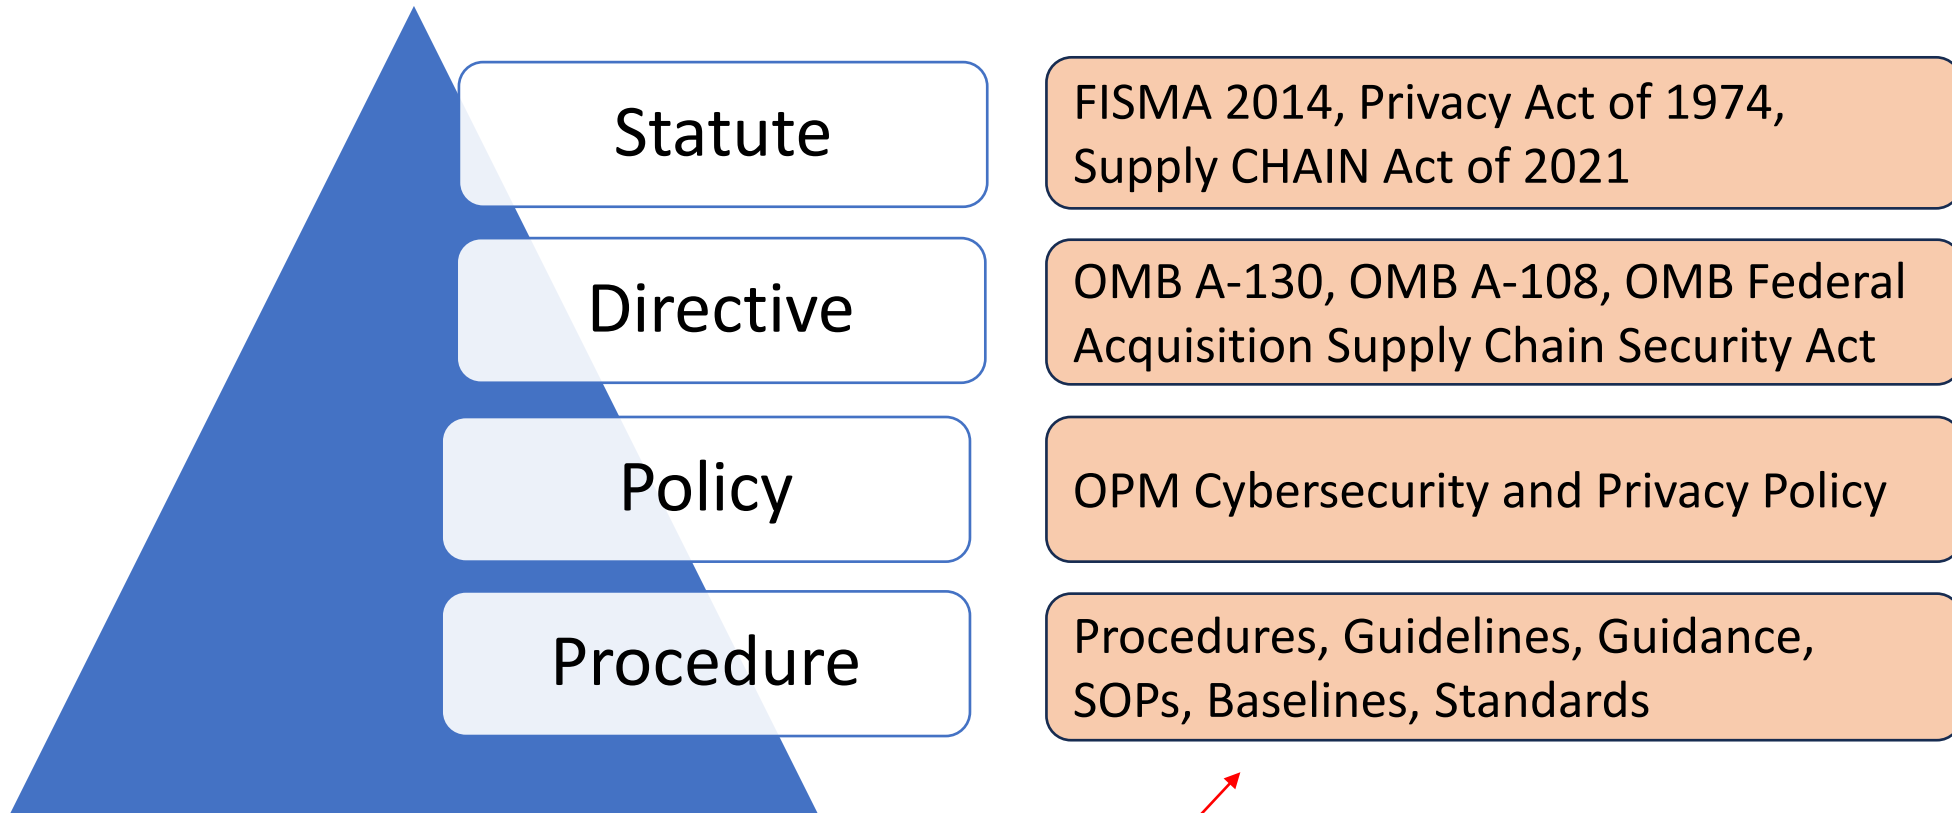 Statute
FISMA 2014, Privacy Act of 1974,
Supply CHAIN Act of 2021
Directive
OMB A-130, OMB A-108, OMB Federal
Acquisition Supply Chain Security Act
Policy
OPM Cybersecurity and Privacy Policy
Procedure
Procedures, Guidelines, Guidance,
SOPs, Baselines, Standards